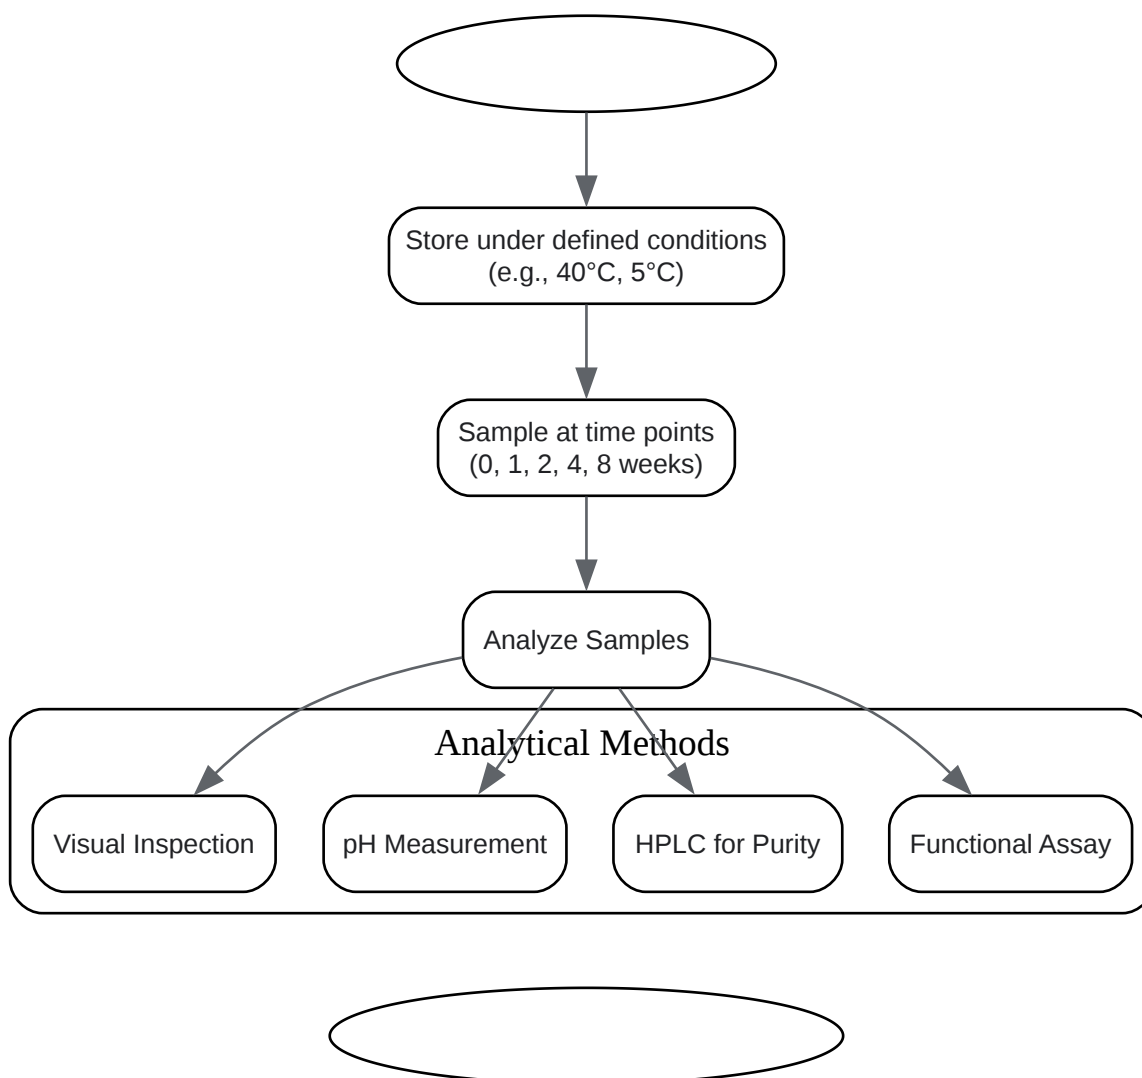 Store under defined conditions
(e.g., 40°C, 5°C)
Sample at time points
(0, 1, 2, 4, 8 weeks)
Analyze Samples
Analytical Methods
Visual Inspection
pH Measurement
HPLC for Purity
Functional Assay